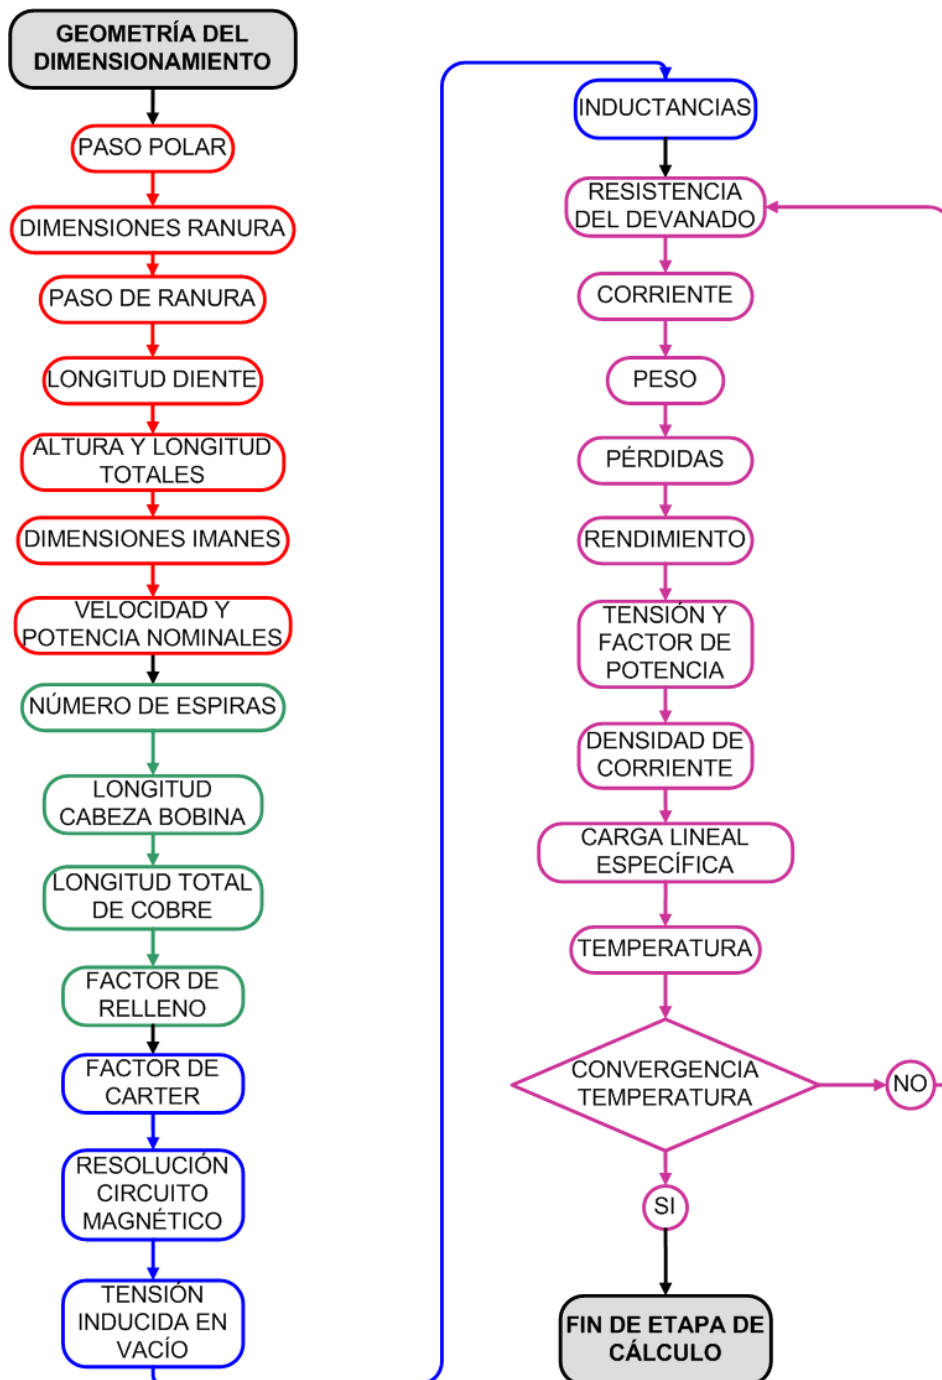 GEOMETRÍA DEL
DIMENSIONAMIENTO
PASO POLAR
DIMENSIONES RANURA
PASO DE RANURA
LONGITUD DIENTE
ALTURA Y LONGITUD
TOTALES
DIMENSIONES IMANES
VELOCIDAD Y
POTENCIA NOMINALES
NÚMERO DE ESPIRAS
LONGITUD
CABEZA BOBINA
LONGITUD TOTAL
DE COBRE
FACTOR DE
RELLENO
FACTOR DE
CARTER
RESOLUCIÓN
CIRCUITO
MAGNÉTICO
TENSIÓN
INDUCIDA EN
VACÍO
INDUCTANCIAS
RESISTENCIA
DEL DEVANADO
CORRIENTE
PESO
PÉRDIDAS
RENDIMIENTO
TENSIÓN Y
FACTOR DE
POTENCIA
DENSIDAD DE
CORRIENTE
CARGA LINEAL
ESPECÍFICA
TEMPERATURA
CONVERGENCIA
TEMPERATURA
NO
SI
FIN DE ETAPA DE
CÁLCULO